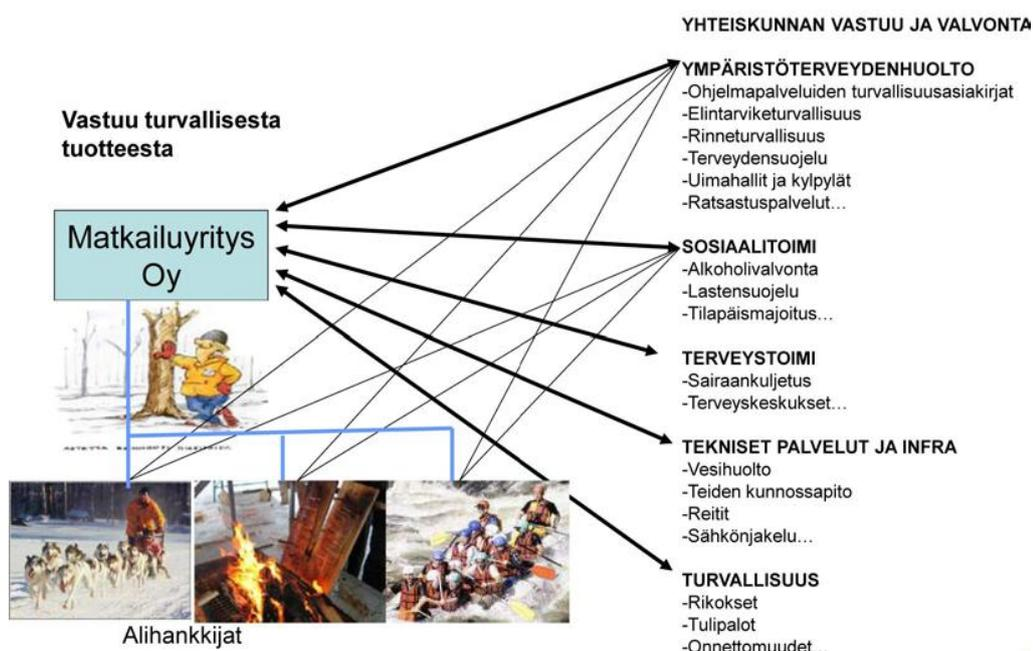 YHTEISKUNNAN VASTUU JA VALVONTA
Vastuu turvallisesta
tuotteesta
Matkailuyritys
Oy
Alihankkijat
YMPÄRISTÖTERVEYDENHUOLTO
-Ohjelmapalveluiden turvallisuusasiakirjat
-Elintarviketurvallisuus
-Rinneturvallisuus
-Terveydensuojelu
-Uimahallit ja kylpylät
-Ratsastuspalvelut…
SOSIAALITOIMI
-Alkoholivalvonta
-Lastensuojelu
-Tilapäismajoitus…
TERVEYSTOIMI
-Sairaankuljetus
-Terveyskeskukset…
TEKNISET PALVELUT JA INFRA
-Vesihuolto
-Teiden kunnossapito
-Reitit
-Sähkönjakelu…
TURVALLISUUS
-Rikokset
-Tulipalot
-Onnettomuudet…